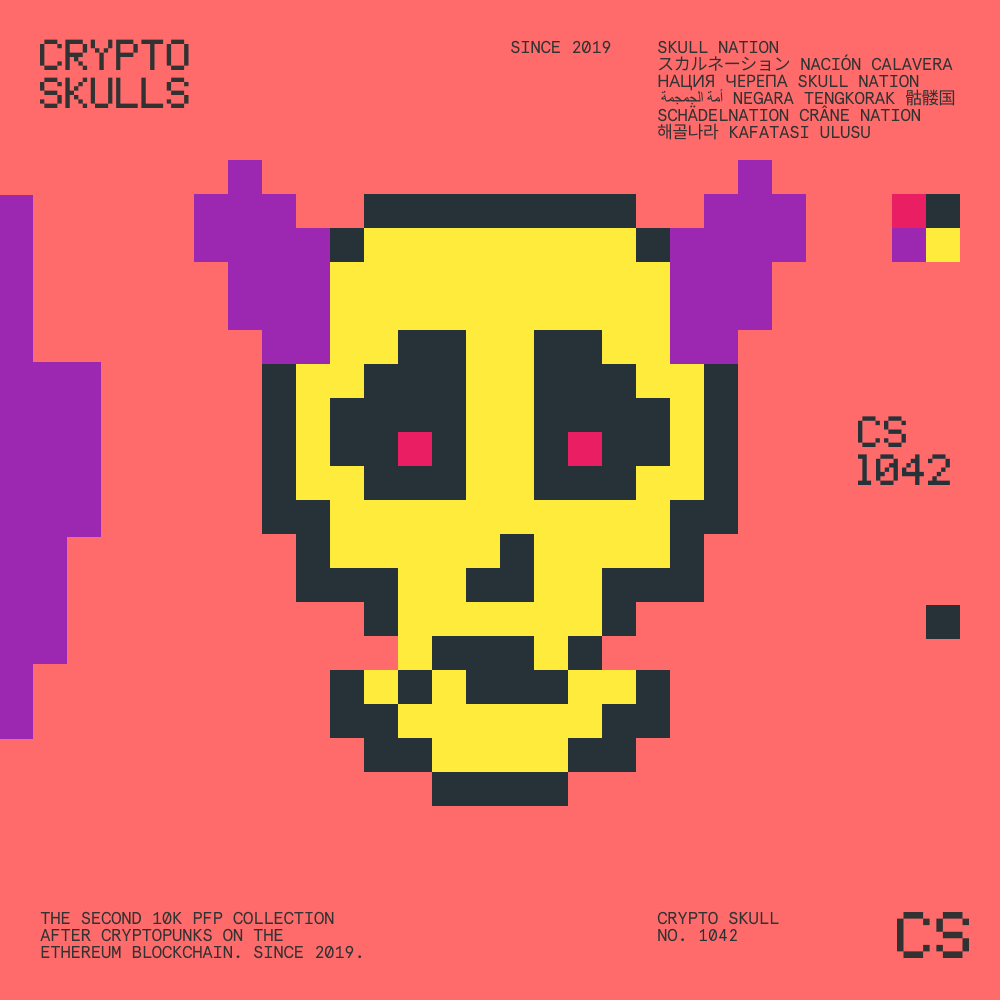 CRYPTO
SKULLS
SINCE 2019
SKULL NATION
スカルネーション NACIÓN CALAVERA
НАЦИЯ ЧЕРЕПА SKULL NATION
أمة الجمجمة NEGARA TENGKORAK 骷髅国
SCHÄDELNATION CRÂNE NATION
해골나라 KAFATASI ULUSU
CS
1042
THE SECOND 10K PFP COLLECTION
AFTER CRYPTOPUNKS ON THE
ETHEREUM BLOCKCHAIN. SINCE 2019.
CRYPTO SKULL
NO. 1042
CS